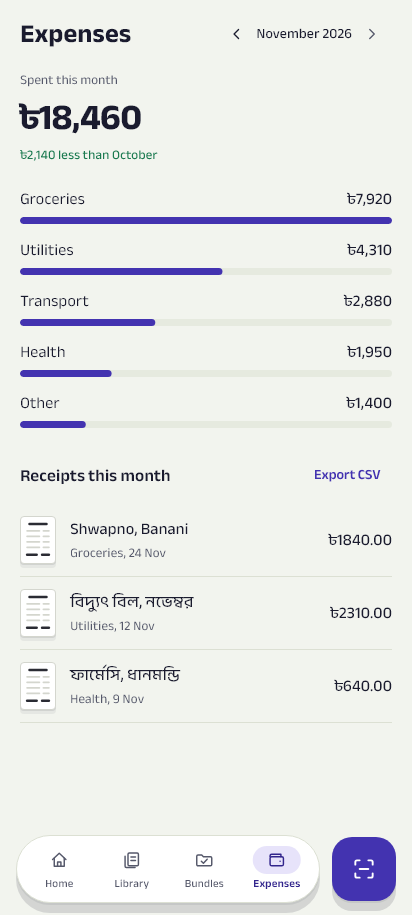 Expenses
November 2026
Spent this month
৳18,460
৳2,140 less than October
Groceries ৳7,920
Utilities ৳4,310
Transport ৳2,880
Health ৳1,950
Other ৳1,400
Receipts this month Export CSV
Shwapno, Banani
Groceries, 24 Nov
৳1840.00
বিদ্যুৎ বিল, নভেম্বর
Utilities, 12 Nov
৳2310.00
ফার্মেসি, ধানমন্ডি
Health, 9 Nov
৳640.00
Home Library Bundles Expenses